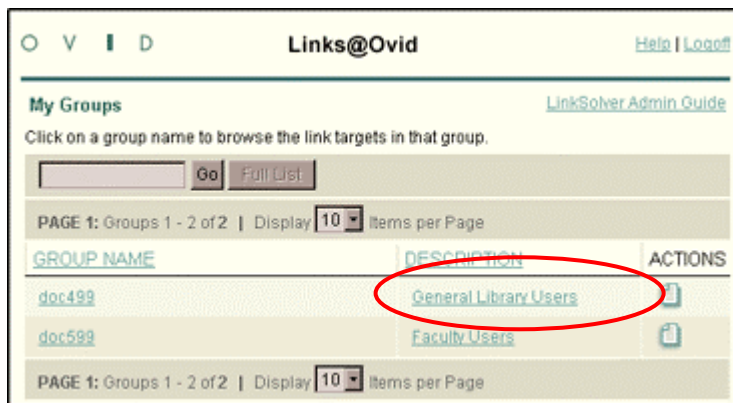 O V I D Links@Ovid Help | Logoff
My Groups LinkSolver Admin Guide
Click on a group name to browse the link targets in that group.
Go Full List
PAGE 1: Groups 1 - 2 of 2 | Display 10 Items per Page
GROUP NAME DESCRIPTION ACTIONS
doc499 General Library Users
doc599 Faculty Users
PAGE 1: Groups 1 - 2 of 2 | Display 10 Items per Page